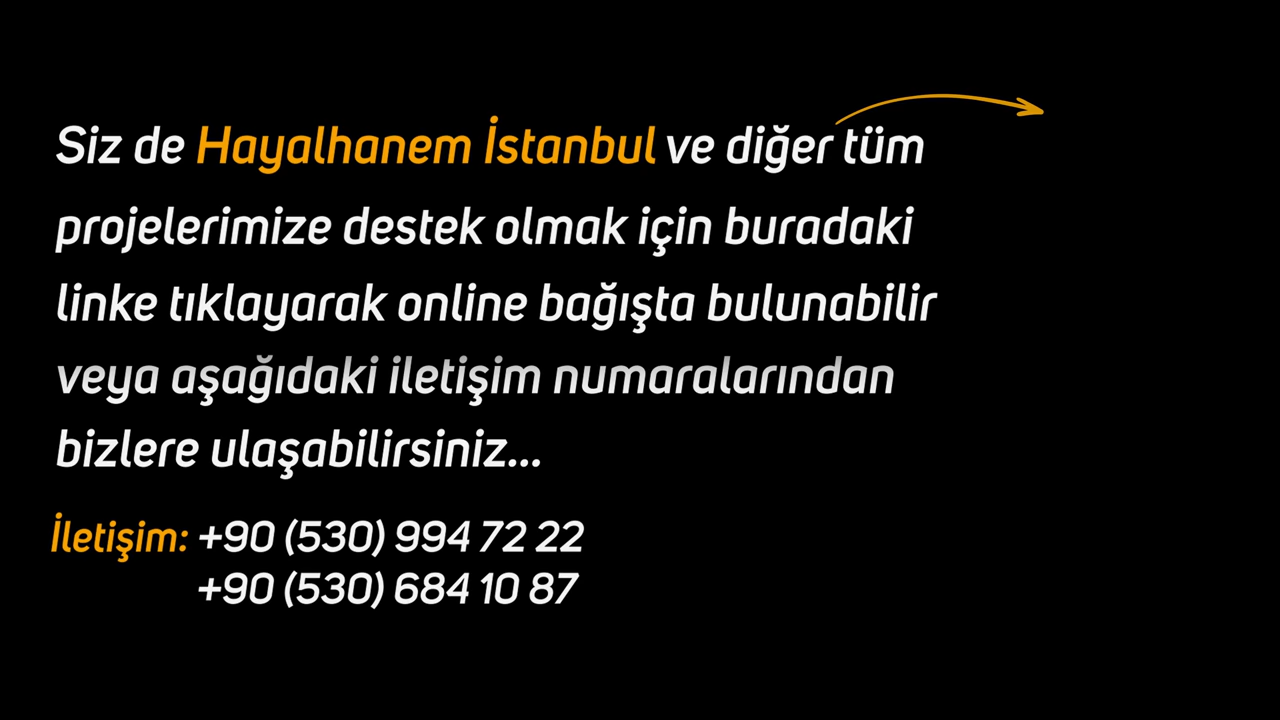 Siz de Hayalhanem İstanbul ve diğer tüm
projelerimize destek olmak için buradaki
linke tıklayarak online bağışta bulunabilir
veya aşağıdaki iletişim numaralarından
bizlere ulaşabilirsiniz...
İletişim: +90 (530) 994 72 22
+90 (530) 684 10 87